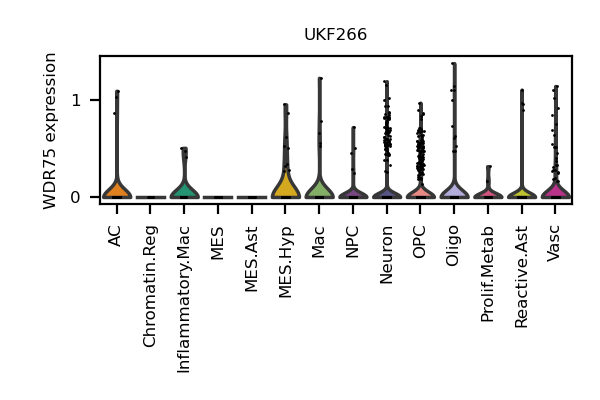 UKF266
WDR75 expression
1
0
AC
Chromatin.Reg
Inflammatory.Mac
MES
MES.Ast
MES.Hyp
Mac
NPC
Neuron
OPC
Oligo
Prolif.Metab
Reactive.Ast
Vasc